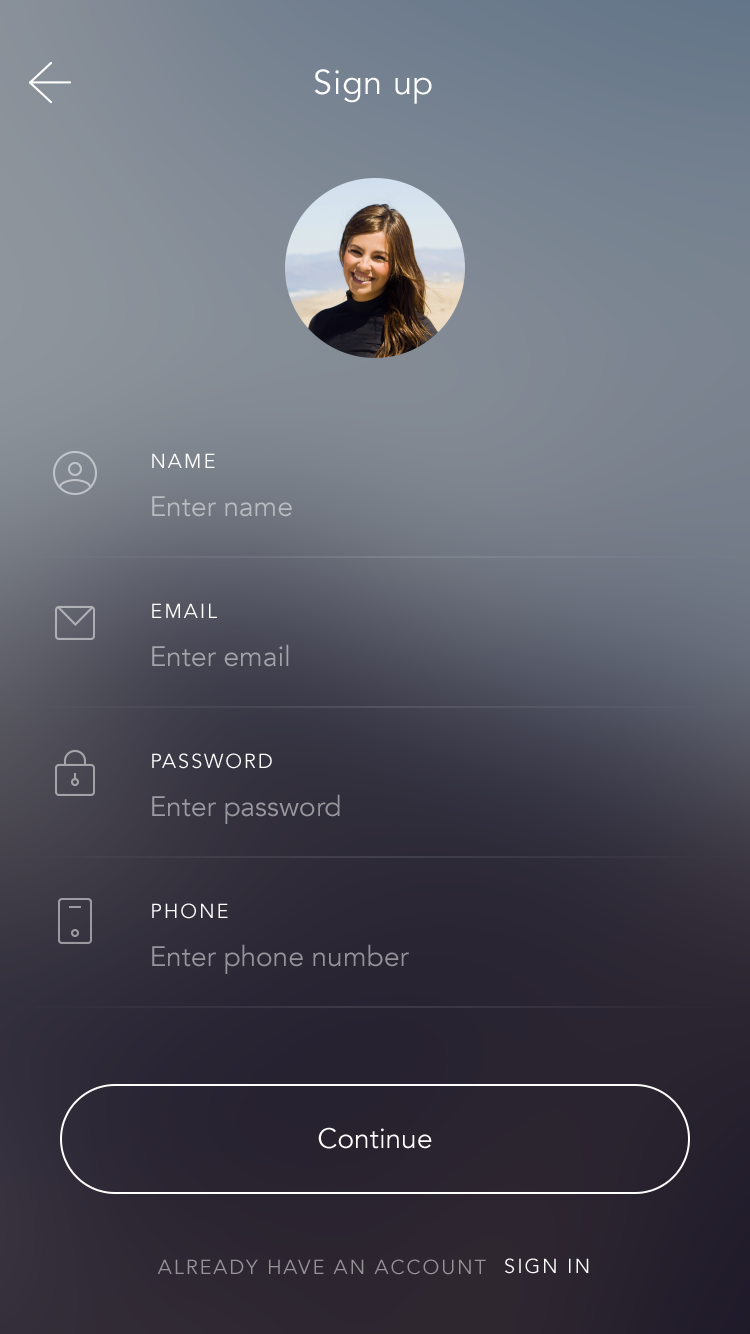 Sign up
NAME
Enter name
EMAIL
Enter email
PASSWORD
Enter password
PHONE
Enter phone number
Continue
ALREADY HAVE AN ACCOUNT SIGN IN